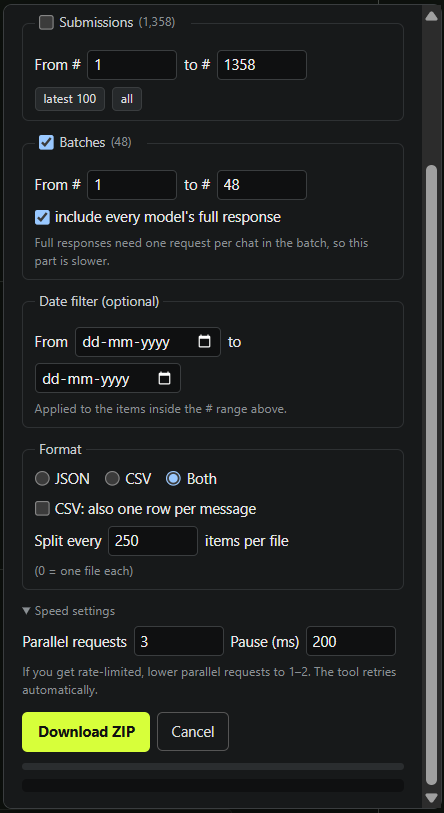 Submissions (1,358)
From # 1 to # 1358
latest 100 all
Batches (48)
From # 1 to # 48
include every model's full response
Full responses need one request per chat in the batch, so this
part is slower.
Date filter (optional)
From dd-mm-yyyy to
dd-mm-yyyy
Applied to the items inside the # range above.
Format
JSON CSV Both
CSV: also one row per message
Split every 250 items per file
(0 = one file each)
▼ Speed settings
Parallel requests 3 Pause (ms) 200
If you get rate-limited, lower parallel requests to 1–2. The tool retries
automatically.
Download ZIP Cancel